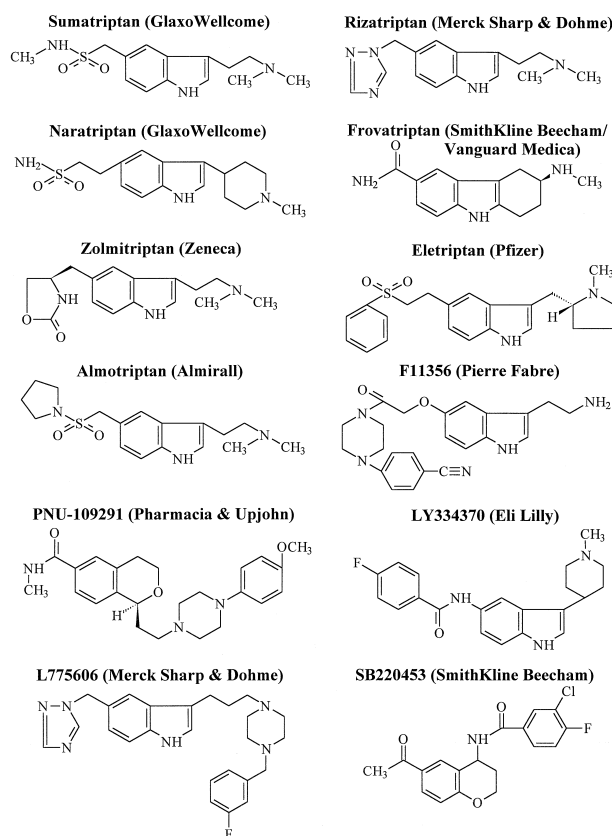 Sumatriptan (GlaxoWellcome)
CH3 NH S O O NH N CH3 CH3
Rizatriptan (Merck Sharp & Dohme)
N N N NH N CH3 CH3
Naratriptan (GlaxoWellcome)
NH2 S O O NH N CH3
Frovatriptan (SmithKline Beecham/
Vanguard Medica)
O NH2 NH NH CH3
Zolmitriptan (Zeneca)
O NH O NH N CH3 CH3
Eletriptan (Pfizer)
O O S NH H N CH3
Almotriptan (Almirall)
N S O O NH N CH3 CH3
F11356 (Pierre Fabre)
O N O N C≡N NH NH2
PNU-109291 (Pharmacia & Upjohn)
O NH CH3 O H N N OCH3
LY334370 (Eli Lilly)
F O NH NH N CH3
L775606 (Merck Sharp & Dohme)
N N N NH N N F
SB220453 (SmithKline Beecham)
O CH3 O NH O Cl F